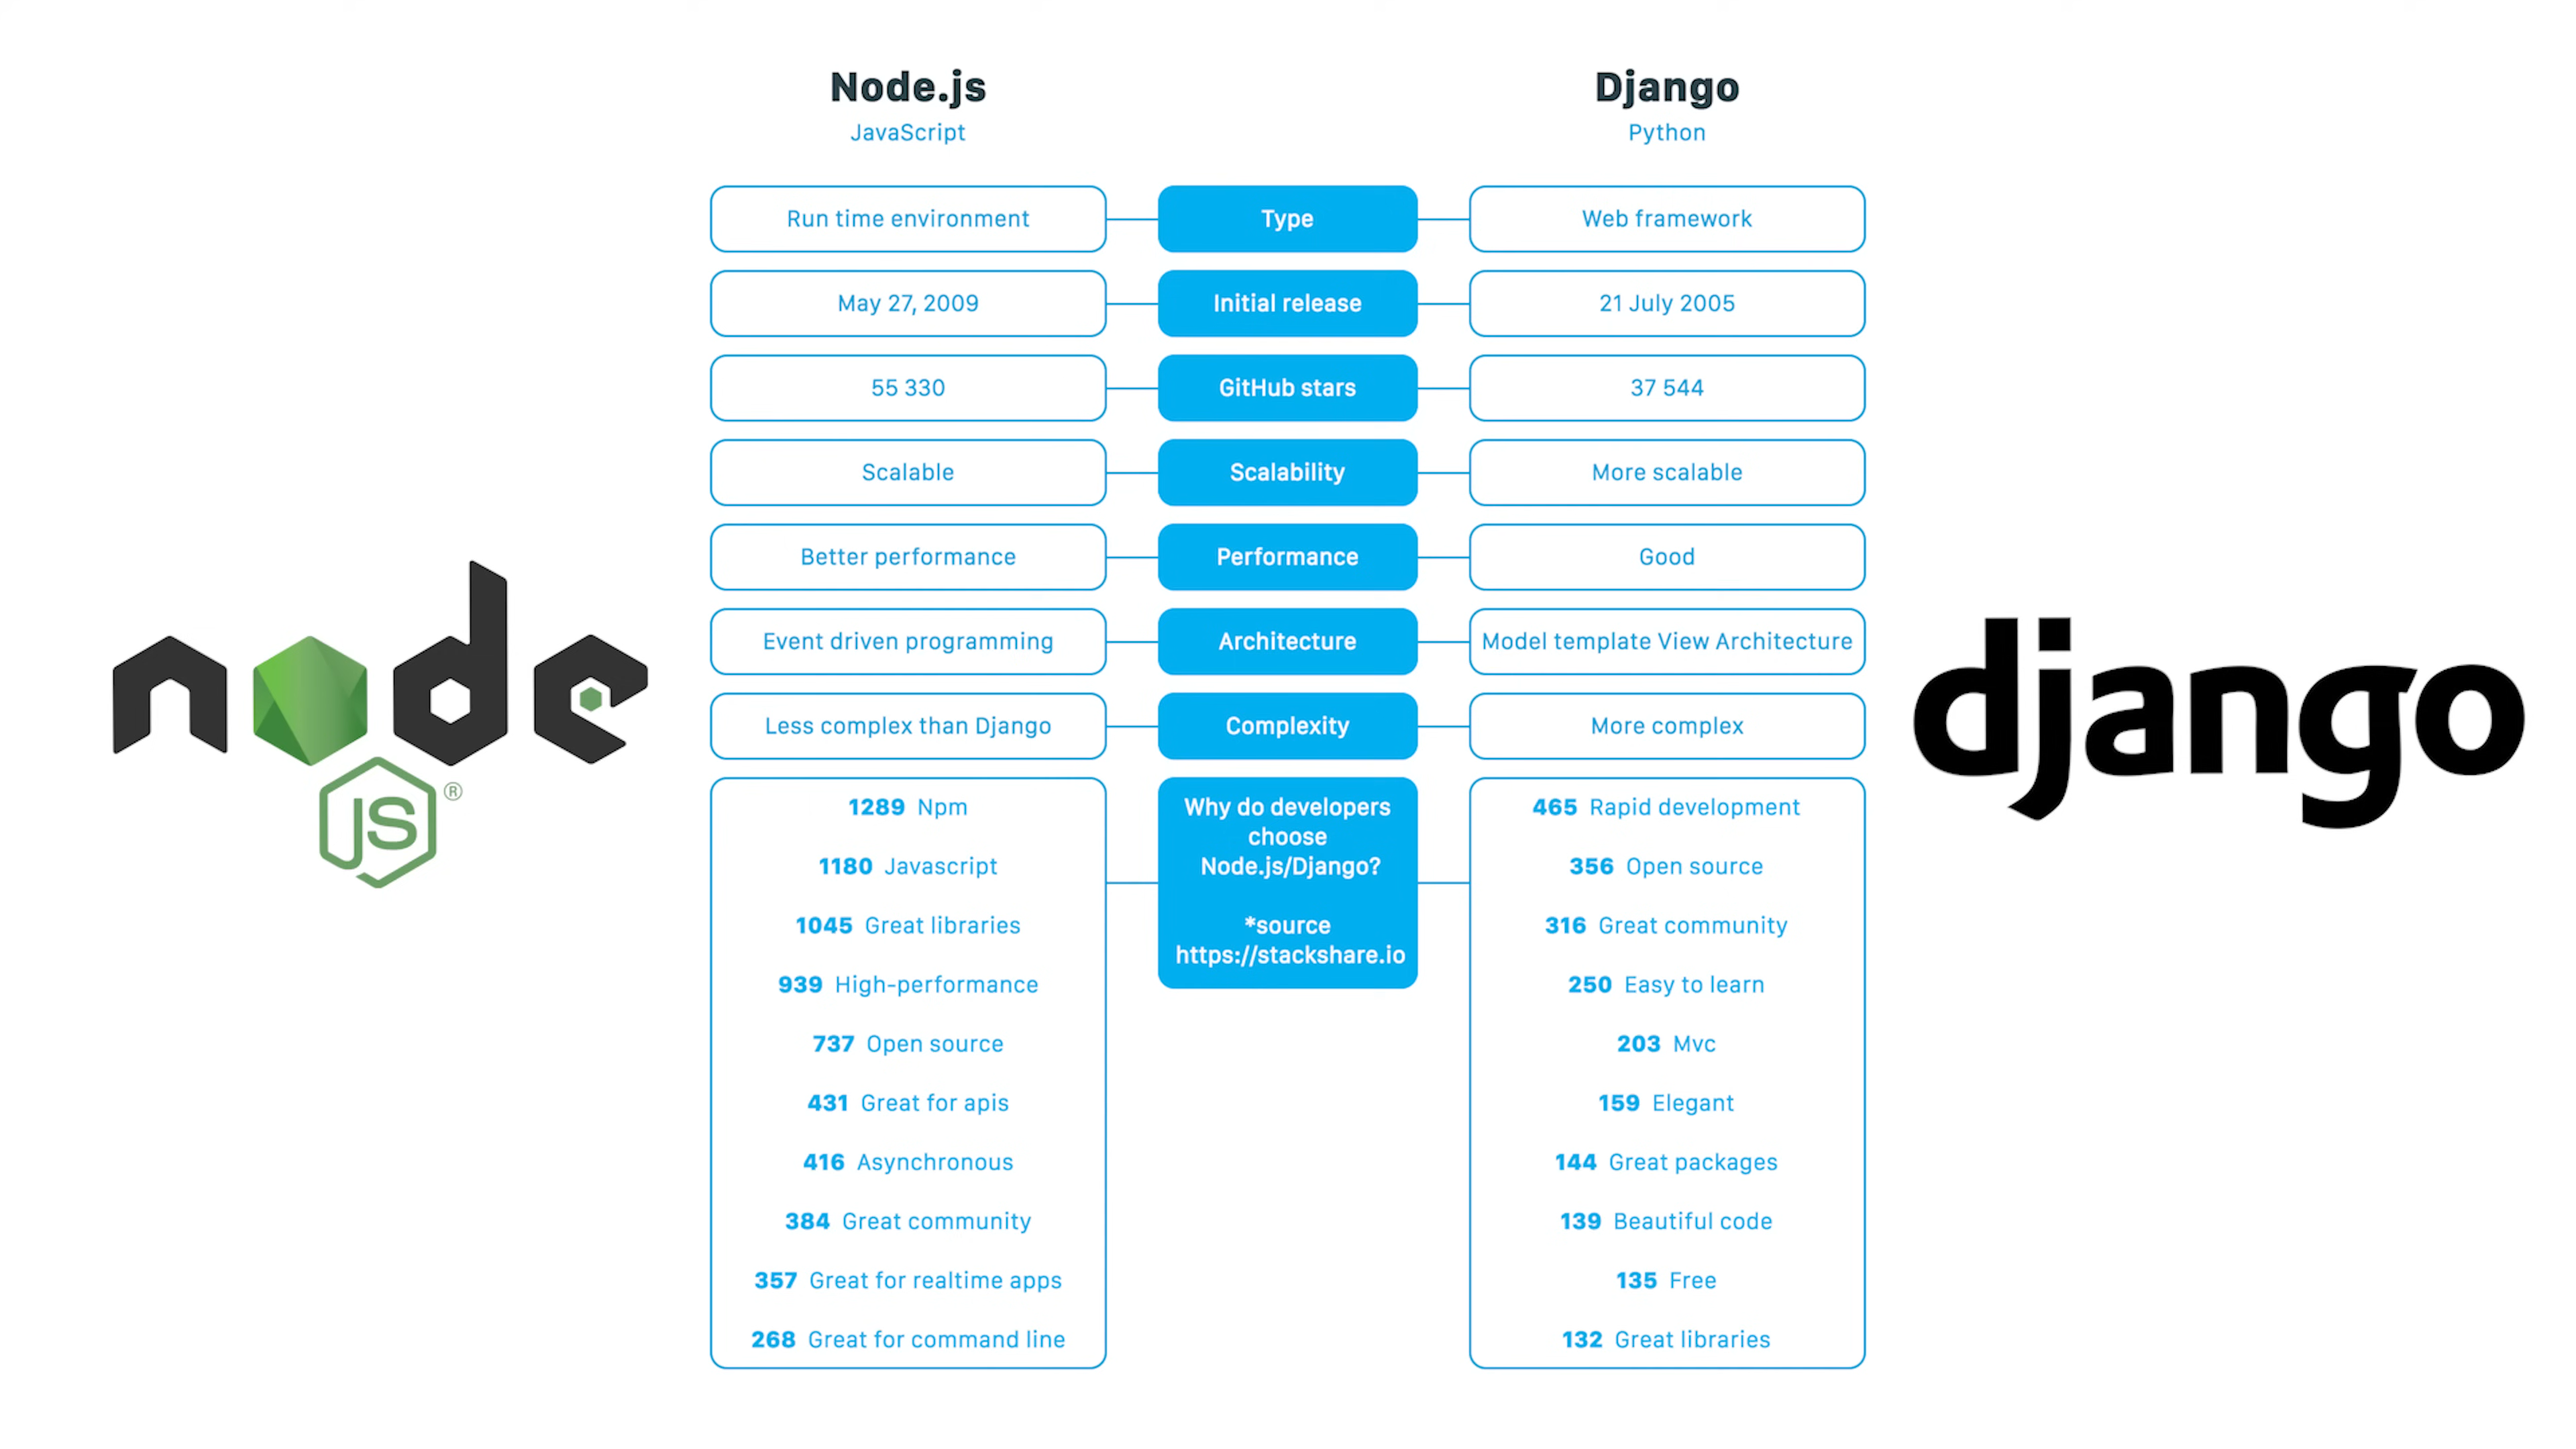 Node.js
JavaScript
Django
Python
Run time environment
Type
Web framework
May 27, 2009
Initial release
21 July 2005
55 330
GitHub stars
37 544
Scalable
Scalability
More scalable
Better performance
Performance
Good
Event driven programming
Architecture
Model template View Architecture
Less complex than Django
Complexity
More complex
node
JS®
1289 Npm
1180 Javascript
1045 Great libraries
939 High-performance
737 Open source
431 Great for apis
416 Asynchronous
384 Great community
357 Great for realtime apps
268 Great for command line
Why do developers
choose
Node.js/Django?
*source
https://stackshare.io
465 Rapid development
356 Open source
316 Great community
250 Easy to learn
203 Mvc
159 Elegant
144 Great packages
139 Beautiful code
135 Free
132 Great libraries
django